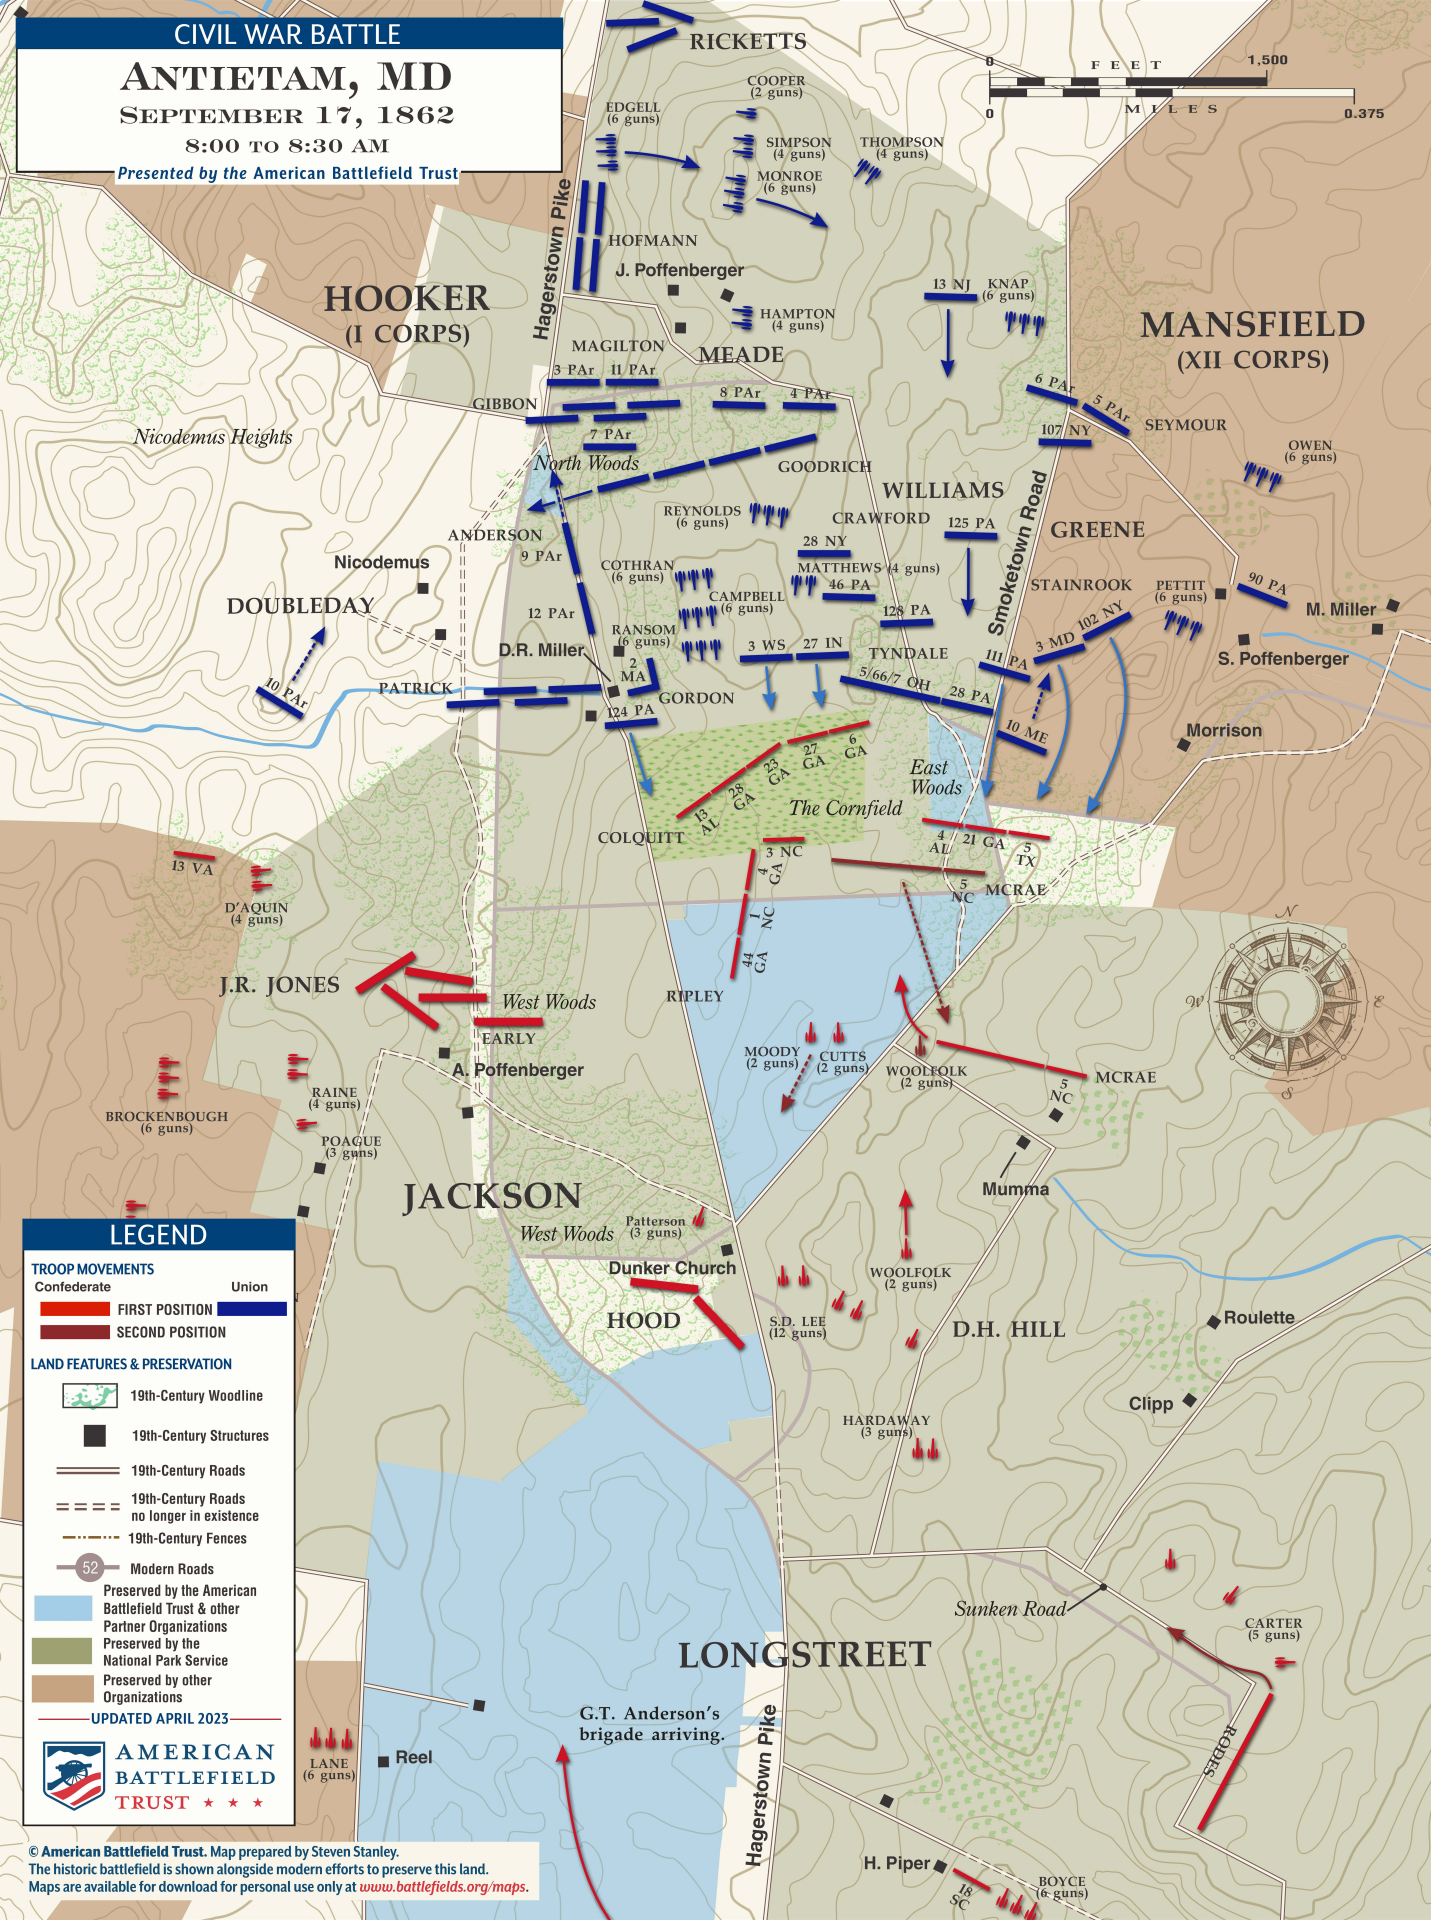 CIVIL WAR BATTLE
ANTIETAM, MD
SEPTEMBER 17, 1862
8:00 TO 8:30 AM
Presented by the American Battlefield Trust
RICKETTS
0
FEET
1,500
0
MILES
0.375
COOPER
(2 guns)
EDGELL
(6 guns)
SIMPSON
(4 guns)
THOMPSON
(4 guns)
MONROE
(6 guns)
Hagerstown Pike
HOFMANN
J. Poffenberger
HOOKER
(I CORPS)
13 NJ
KNAP
(6 guns)
HAMPTON
(4 guns)
MANSFIELD
(XII CORPS)
MAGILTON
MEADE
3 PAr
11 PAr
8 PAr
4 PAr
6 PAr
5 PAr
GIBBON
SEYMOUR
107 NY
7 PAr
Nicodemus Heights
North Woods
GOODRICH
OWEN
(6 guns)
WILLIAMS
REYNOLDS
(6 guns)
CRAWFORD
125 PA
Smoketown Road
GREENE
ANDERSON
9 PAr
28 NY
Nicodemus
COTHRAN
(6 guns)
MATTHEWS (4 guns)
46 PA
STAINROOK
PETTIT
(6 guns)
90 PA
DOUBLEDAY
CAMPBELL
(6 guns)
128 PA
102 NY
M. Miller
12 PAr
RANSOM
(6 guns)
D.R. Miller
3 WS
27 IN
TYNDALE
3 MD
S. Poffenberger
2
MA
111 PA
5/66/7 OH
28 PA
10 PAr
PATRICK
GORDON
124 PA
10 ME
Morrison
6
GA
27
GA
23
GA
28
GA
13
AL
East
Woods
The Cornfield
COLQUITT
4
AL
21 GA
5
TX
3 NC
13 VA
4
GA
5
NC
MCRAE
D'AQUIN
(4 guns)
1
NC
44
GA
J.R. JONES
RIPLEY
West Woods
EARLY
N
W
E
S
A. Poffenberger
MOODY
(2 guns)
CUTTS
(2 guns)
WOOLFOLK
(2 guns)
MCRAE
5
NC
RAINE
(4 guns)
BROCKENBOUGH
(6 guns)
POAGUE
(3 guns)
Mumma
JACKSON
West Woods
Patterson
(3 guns)
Dunker Church
HOOD
WOOLFOLK
(2 guns)
S.D. LEE
(12 guns)
D.H. HILL
Roulette
Clipp
HARDAWAY
(3 guns)
Sunken Road
CARTER
(5 guns)
LONGSTREET
G.T. Anderson's
brigade arriving.
Hagerstown Pike
RODES
LANE
(6 guns)
Reel
H. Piper
18
SC
BOYCE
(6 guns)
LEGEND
TROOP MOVEMENTS
Confederate
Union
FIRST POSITION
SECOND POSITION
LAND FEATURES & PRESERVATION
19th-Century Woodline
19th-Century Structures
19th-Century Roads
19th-Century Roads
no longer in existence
19th-Century Fences
52
Modern Roads
Preserved by the American
Battlefield Trust & other
Partner Organizations
Preserved by the
National Park Service
Preserved by other
Organizations
UPDATED APRIL 2023
AMERICAN
BATTLEFIELD
TRUST
© American Battlefield Trust. Map prepared by Steven Stanley.
The historic battlefield is shown alongside modern efforts to preserve this land.
Maps are available for download for personal use only at www.battlefields.org/maps.